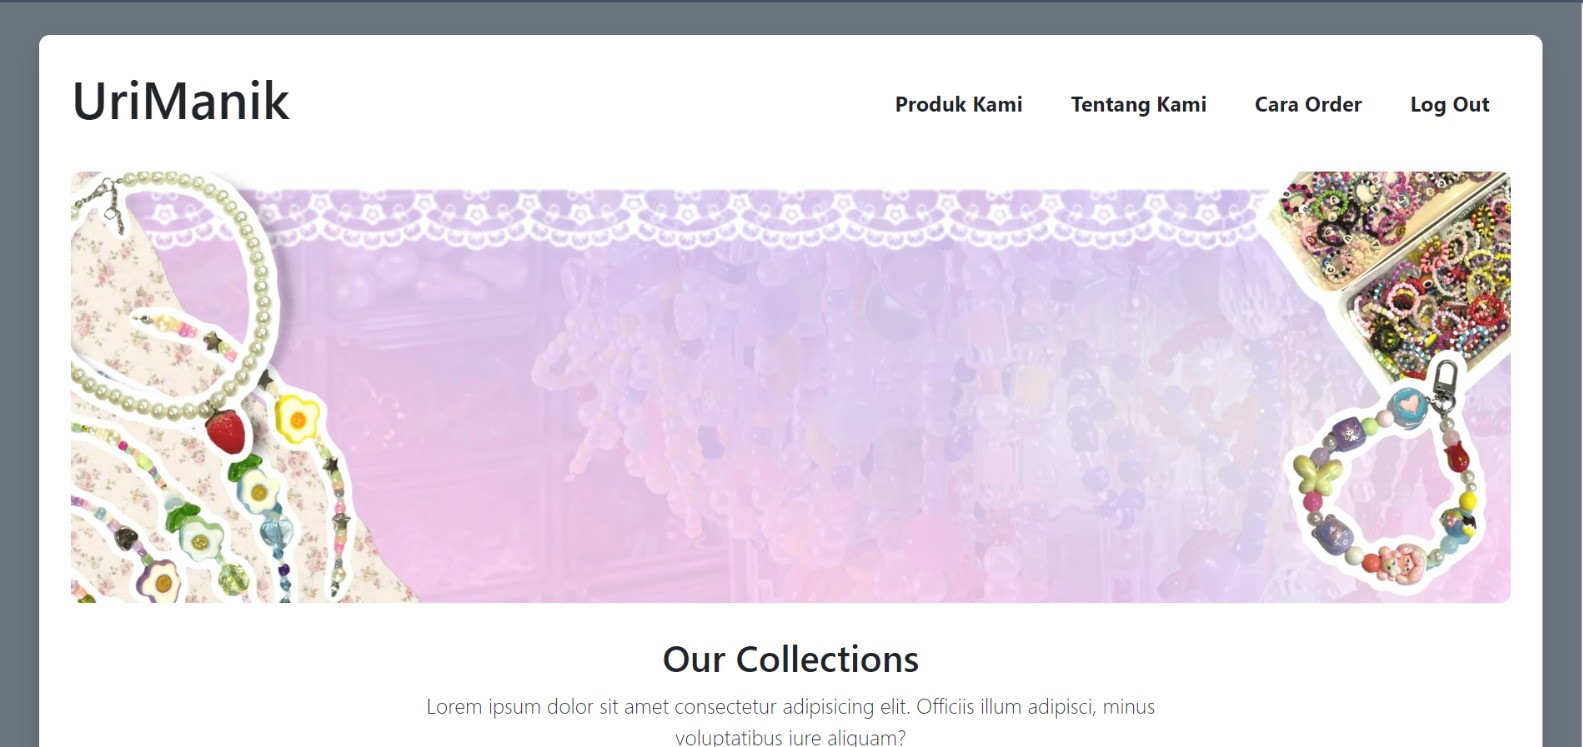 UriManik
Produk Kami Tentang Kami Cara Order Log Out
Our Collections
Lorem ipsum dolor sit amet consectetur adipisicing elit. Officiis illum adipisci, minus
voluptatibus iure aliquam?